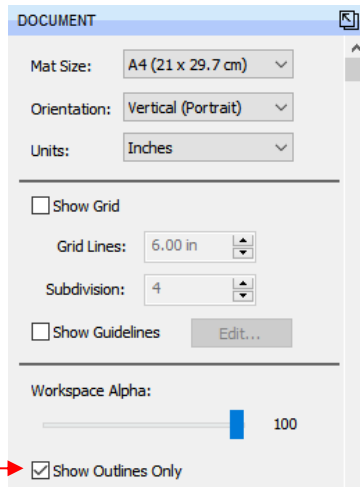 DOCUMENT
Mat Size: A4 (21 x 29.7 cm)
Orientation: Vertical (Portrait)
Units: Inches
Show Grid
Grid Lines: 6.00 in
Subdivision: 4
Show Guidelines Edit...
Workspace Alpha:
100
Show Outlines Only